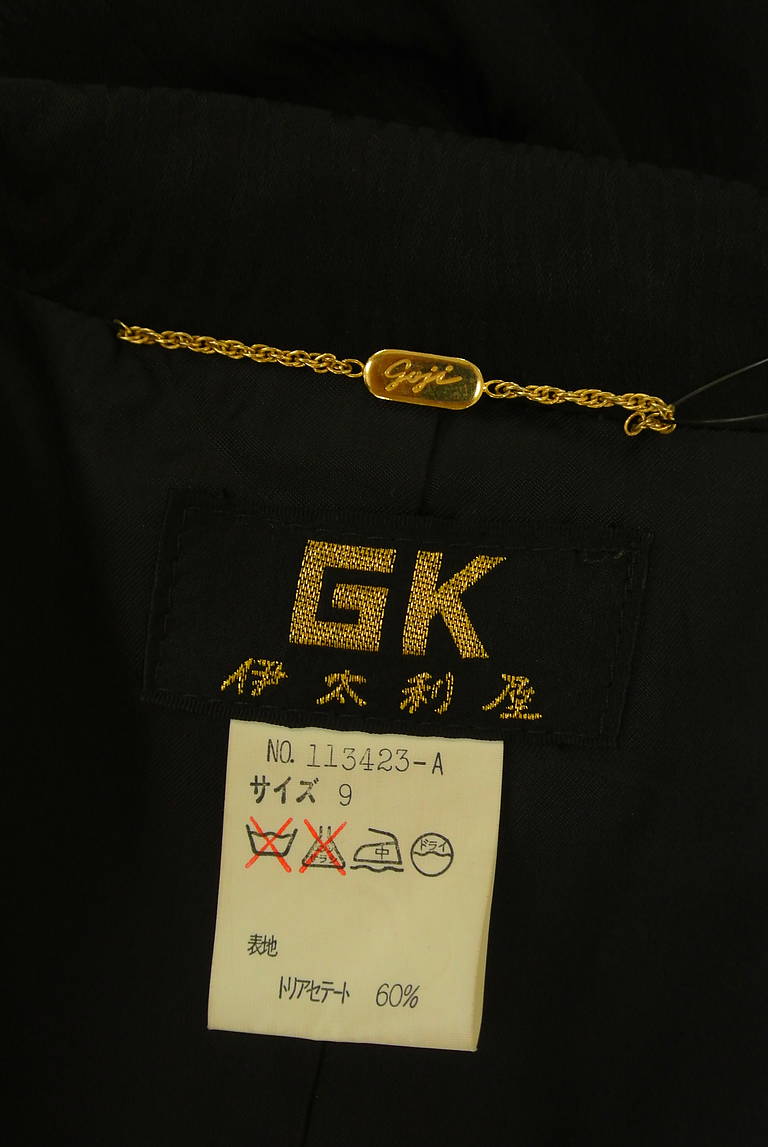 Goji
GK
伊太利屋
NO. 113423-A
サイズ 9
中 ドライ
表地
トリアセテート 60%